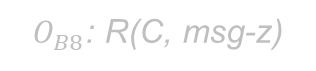 O_B8: R(C, msg-z)